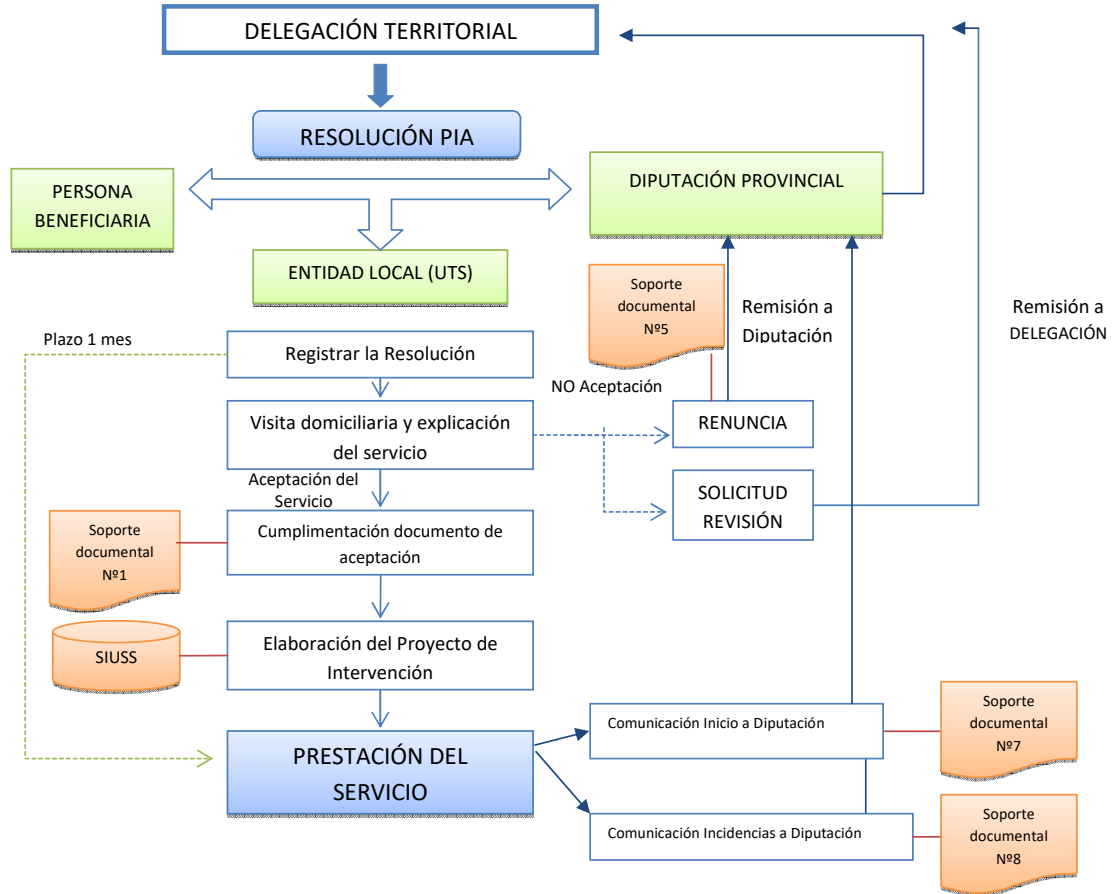 DELEGACIÓN TERRITORIAL
RESOLUCIÓN PIA
PERSONA
BENEFICIARIA
DIPUTACIÓN PROVINCIAL
ENTIDAD LOCAL (UTS)
Soporte
documental
Nº5
Remisión a
Diputación
Remisión a
DELEGACIÓN
Plazo 1 mes
Registrar la Resolución
NO Aceptación
Visita domiciliaria y explicación
del servicio
RENUNCIA
Aceptación del
Servicio
SOLICITUD
REVISIÓN
Soporte
documental
Nº1
Cumplimentación documento de
aceptación
SIUSS
Elaboración del Proyecto de
Intervención
PRESTACIÓN DEL
SERVICIO
Comunicación Inicio a Diputación
Soporte
documental
Nº7
Comunicación Incidencias a Diputación
Soporte
documental
Nº8